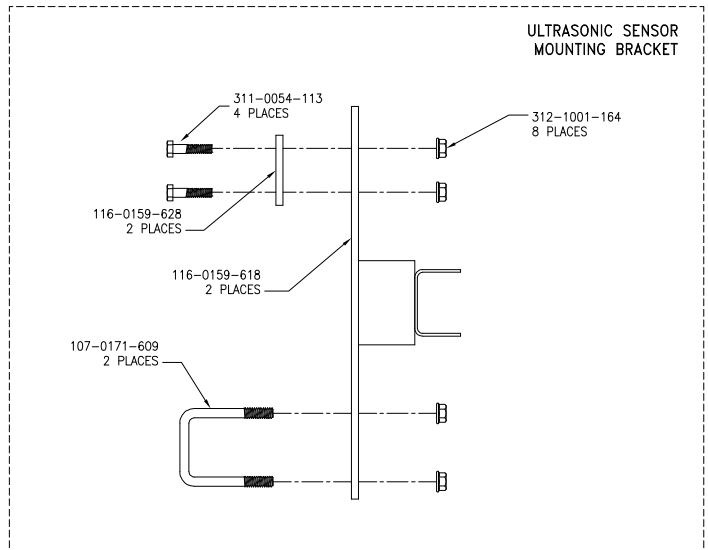 ULTRASONIC SENSOR
MOUNTING BRACKET
311-0054-113
4 PLACES
312-1001-164
8 PLACES
116-0159-628
2 PLACES
116-0159-618
2 PLACES
107-0171-609
2 PLACES